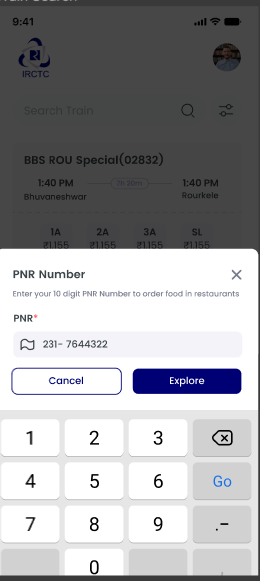 Train Search
9:41
IRCTC
Search Train
BBS ROU Special(02832)
1:40 PM 1:40 PM
Bhuvaneshwar Rourkele
1A 2A 3A SL
₹1,155 ₹1,155 ₹1,155 ₹1,155
PNR Number
Enter your 10 digit PNR Number to order food in restaurants
PNR*
231- 7644322
Cancel Explore
1 2 3
4 5 6 Go
7 8 9 .-
0 ,